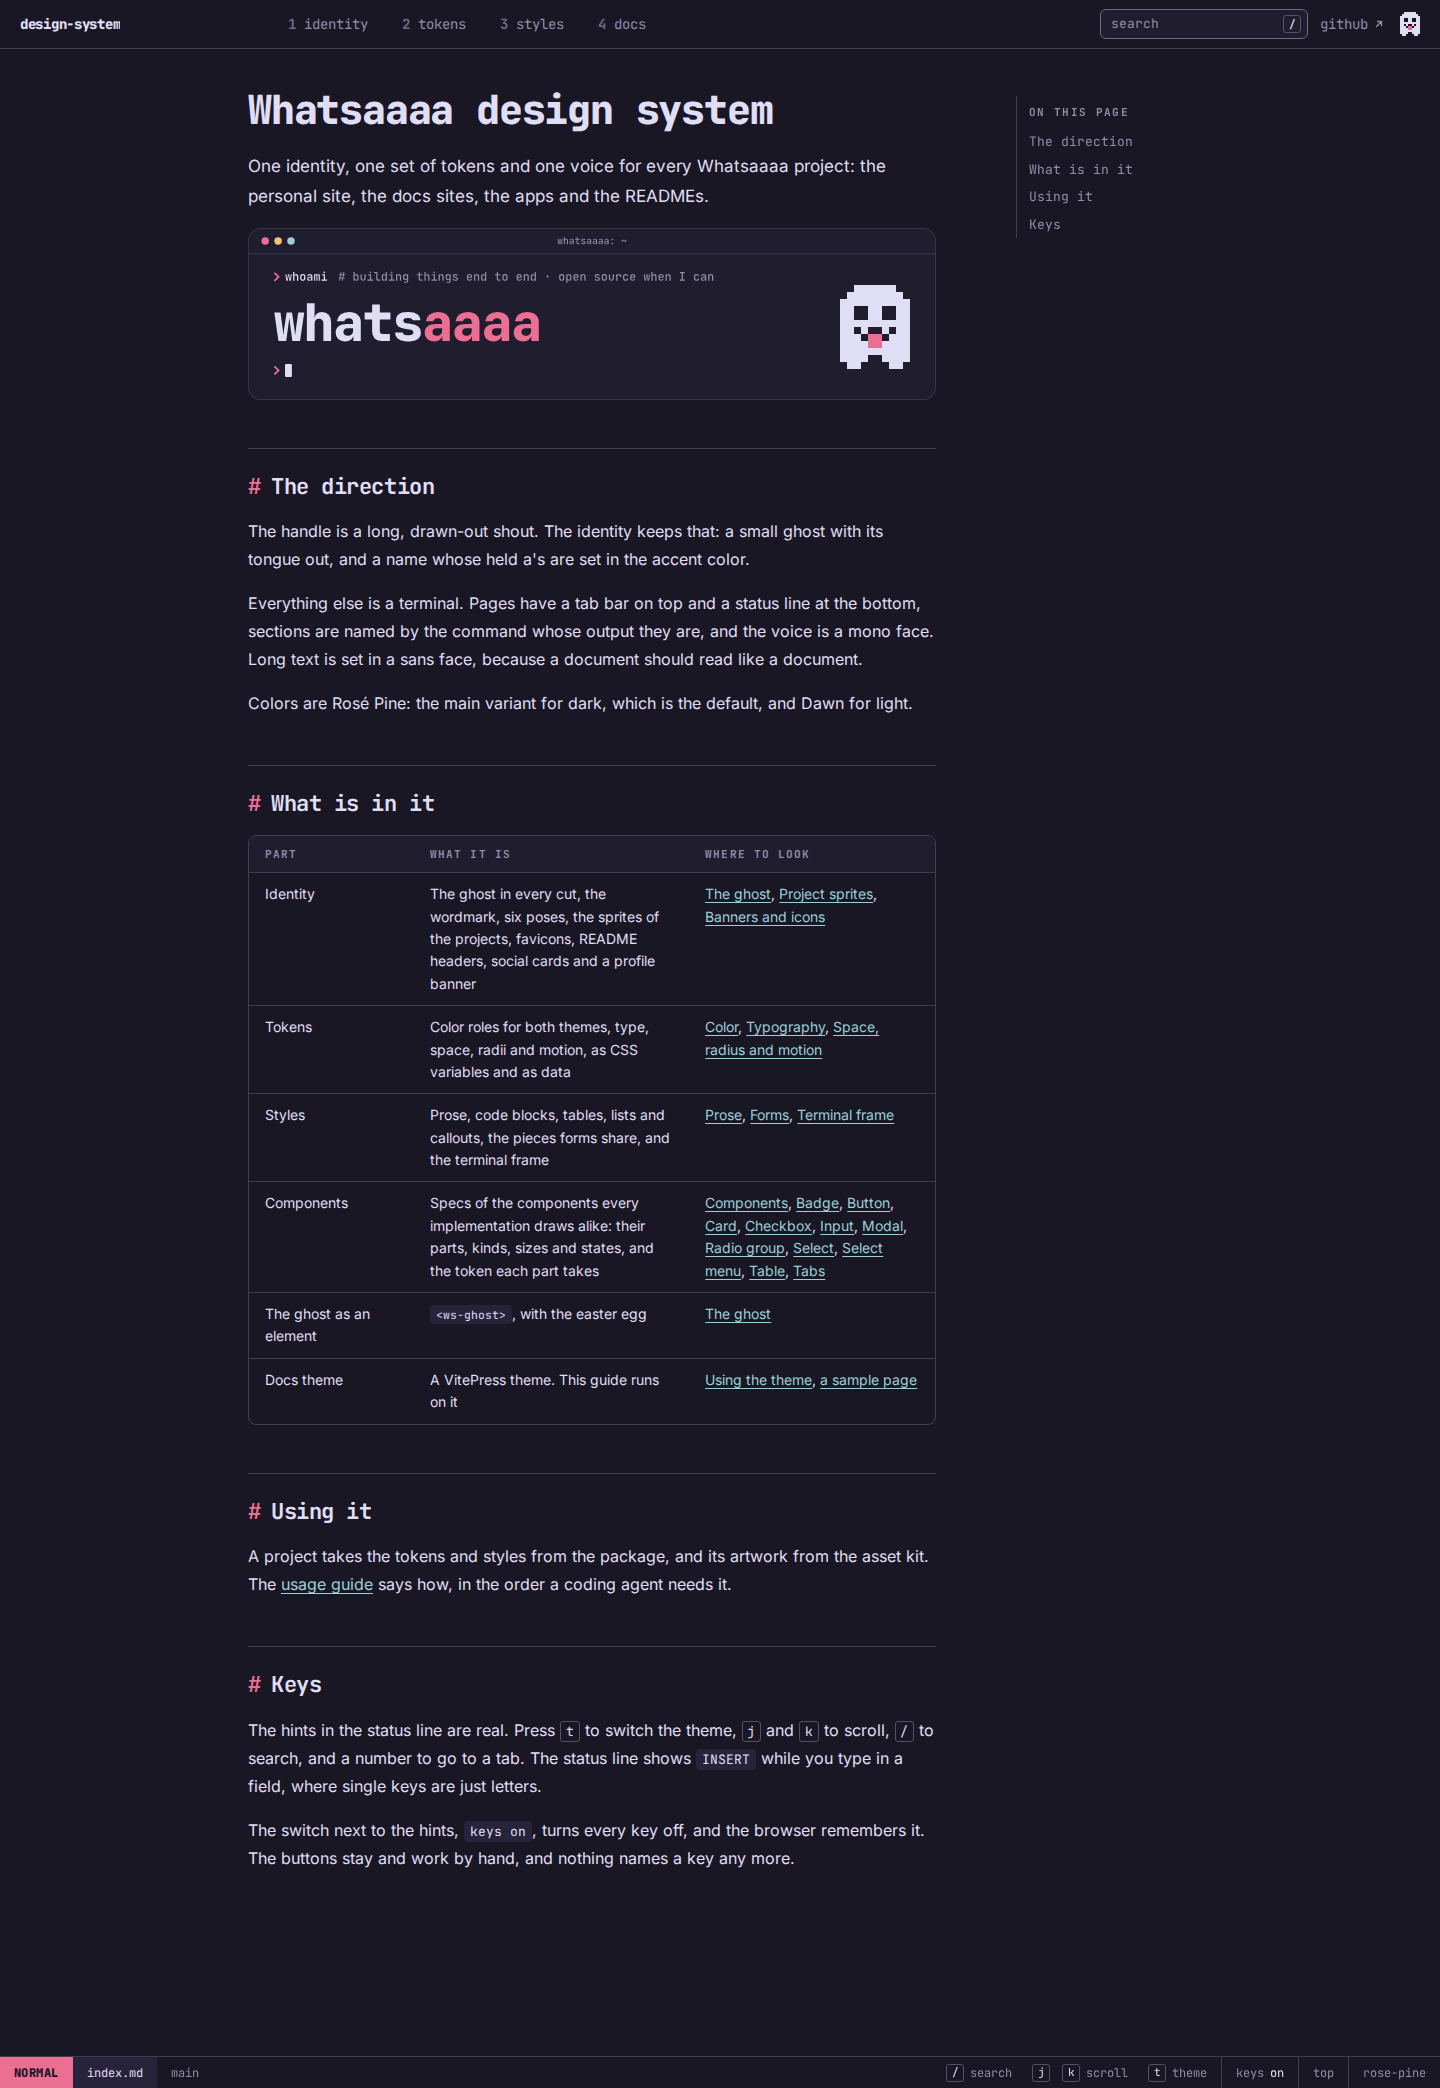 design-system
1 identity
2 tokens
3 styles
4 docs
search
/
github ↗
Whatsaaaa design system
One identity, one set of tokens and one voice for every Whatsaaaa project: the
personal site, the docs sites, the apps and the READMEs.
ON THIS PAGE
The direction
What is in it
Using it
Keys
whatsaaaa: ~
whoami # building things end to end · open source when I can
whatsaaaa
# The direction
The handle is a long, drawn-out shout. The identity keeps that: a small ghost with its
tongue out, and a name whose held a's are set in the accent color.
Everything else is a terminal. Pages have a tab bar on top and a status line at the bottom,
sections are named by the command whose output they are, and the voice is a mono face.
Long text is set in a sans face, because a document should read like a document.
Colors are Rosé Pine: the main variant for dark, which is the default, and Dawn for light.
# What is in it
PART
WHAT IT IS
WHERE TO LOOK
Identity
The ghost in every cut, the
wordmark, six poses, the sprites of
the projects, favicons, README
headers, social cards and a profile
banner
The ghost, Project sprites,
Banners and icons
Tokens
Color roles for both themes, type,
space, radii and motion, as CSS
variables and as data
Color, Typography, Space,
radius and motion
Styles
Prose, code blocks, tables, lists and
callouts, the pieces forms share, and
the terminal frame
Prose, Forms, Terminal frame
Components
Specs of the components every
implementation draws alike: their
parts, kinds, sizes and states, and
the token each part takes
Components, Badge, Button,
Card, Checkbox, Input, Modal,
Radio group, Select, Select
menu, Table, Tabs
The ghost as an
element
<ws-ghost>, with the easter egg
The ghost
Docs theme
A VitePress theme. This guide runs
on it
Using the theme, a sample page
# Using it
A project takes the tokens and styles from the package, and its artwork from the asset kit.
The usage guide says how, in the order a coding agent needs it.
# Keys
The hints in the status line are real. Press t to switch the theme, j and k to scroll, / to
search, and a number to go to a tab. The status line shows INSERT while you type in a
field, where single keys are just letters.
The switch next to the hints, keys on, turns every key off, and the browser remembers it.
The buttons stay and work by hand, and nothing names a key any more.
NORMAL
index.md
main
/ search
j k scroll
t theme
keys on
top
rose-pine